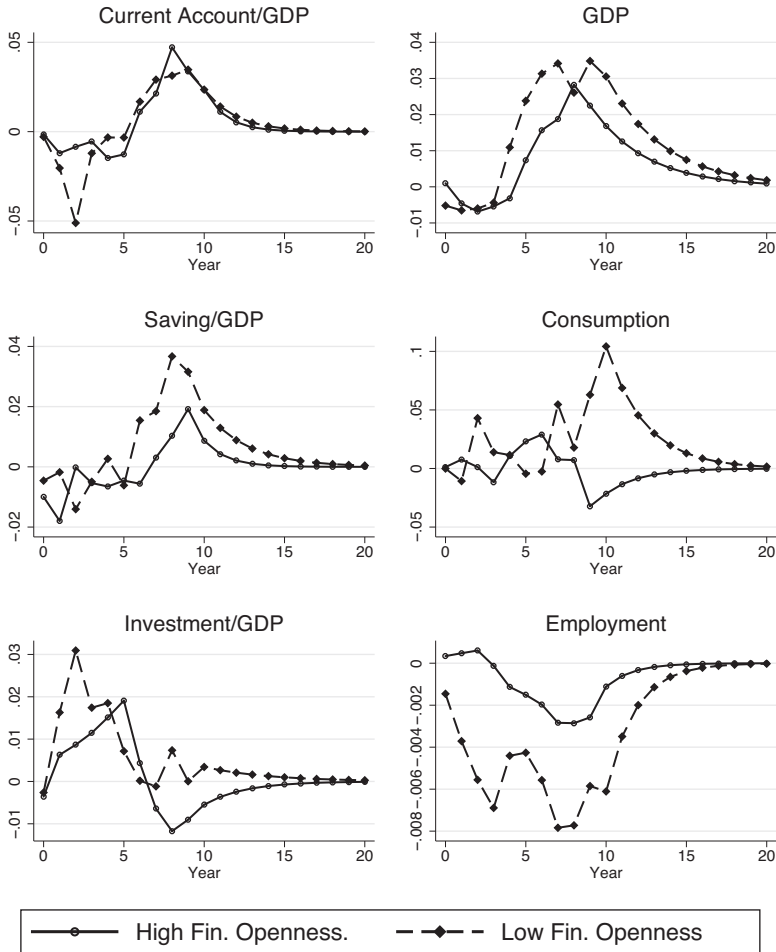 Current Account/GDP
.05
0
-.05
0 5 10 15 20
Year
GDP
.04
.03
.02
.01
0
-.01
0 5 10 15 20
Year
Saving/GDP
.04
.02
0
-.02
0 5 10 15 20
Year
Consumption
.1
.05
0
-.05
0 5 10 15 20
Year
Investment/GDP
.03
.02
.01
0
-.01
0 5 10 15 20
Year
Employment
0
-.002
-.004
-.006
-.008
0 5 10 15 20
Year
High Fin. Openness. Low Fin. Openness